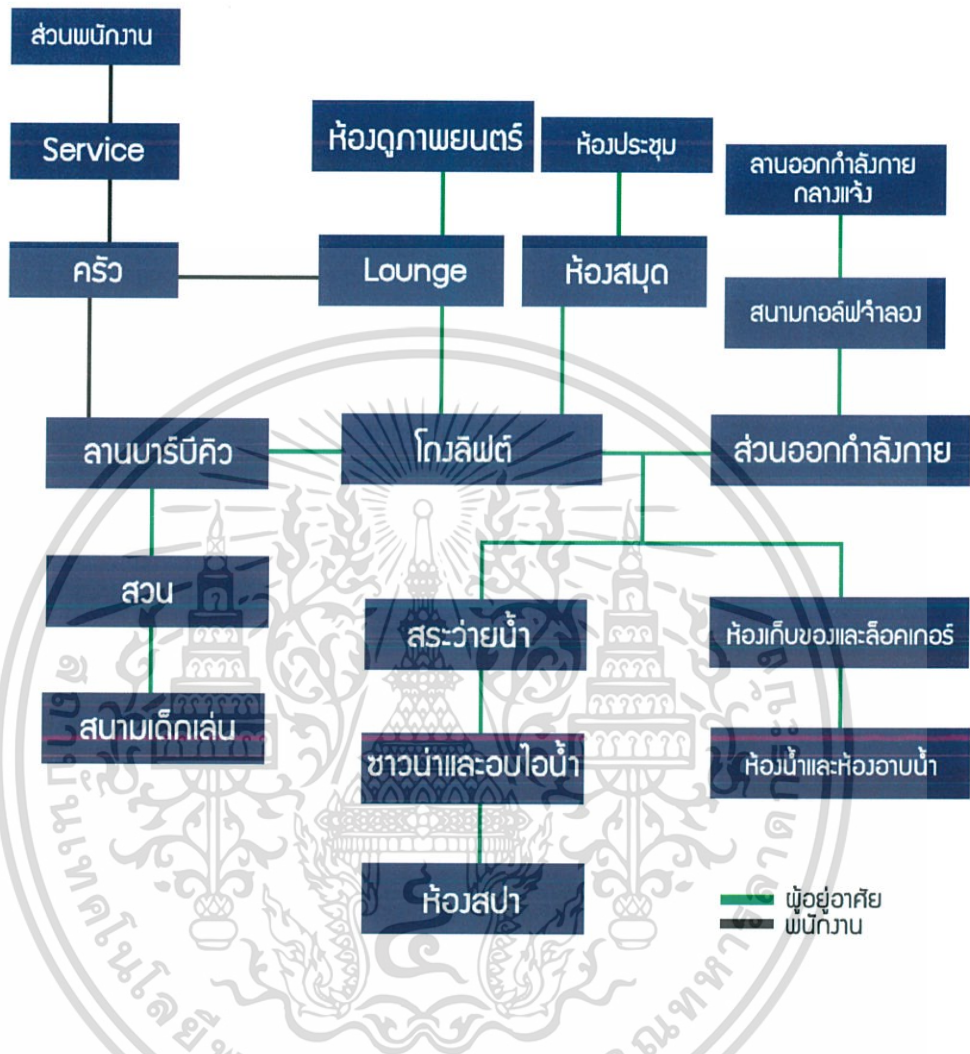 ส่วนพนักงาน
Service
ห้องดูภาพยนตร์
ห้องประชุม
ลานออกกำลังกาย
กลางแจ้ง
ครัว
Lounge
ห้องสมุด
สนามกอล์ฟจำลอง
ลานบาร์บีคิว
โถงลิฟต์
ส่วนออกกำลังกาย
สวน
สระว่ายน้ำ
ห้องเก็บของและล็อคเกอร์
สนามเด็กเล่น
ซาวน่าและอบไอน้ำ
ห้องน้ำและห้องอาบน้ำ
ห้องสปา
ผู้อยู่อาศัย
พนักงาน